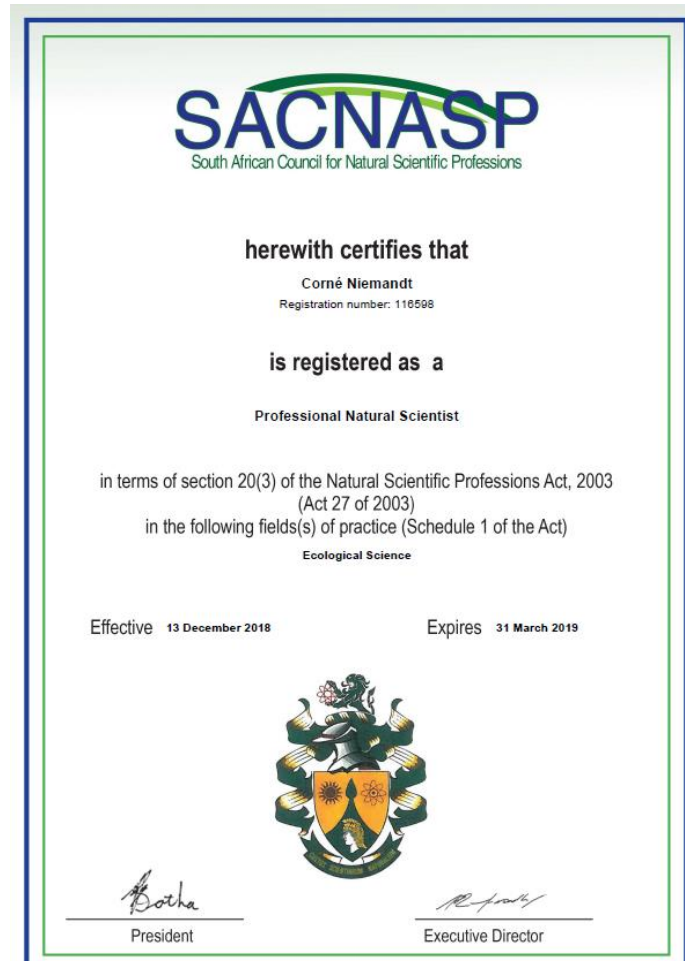 SACNASP
South African Council for Natural Scientific Professions
herewith certifies that
Corné Niemandt
Registration number: 116598
is registered as a
Professional Natural Scientist
in terms of section 20(3) of the Natural Scientific Professions Act, 2003
(Act 27 of 2003)
in the following fields(s) of practice (Schedule 1 of the Act)
Ecological Science
Effective 13 December 2018 Expires 31 March 2019
Botha
President Executive Director